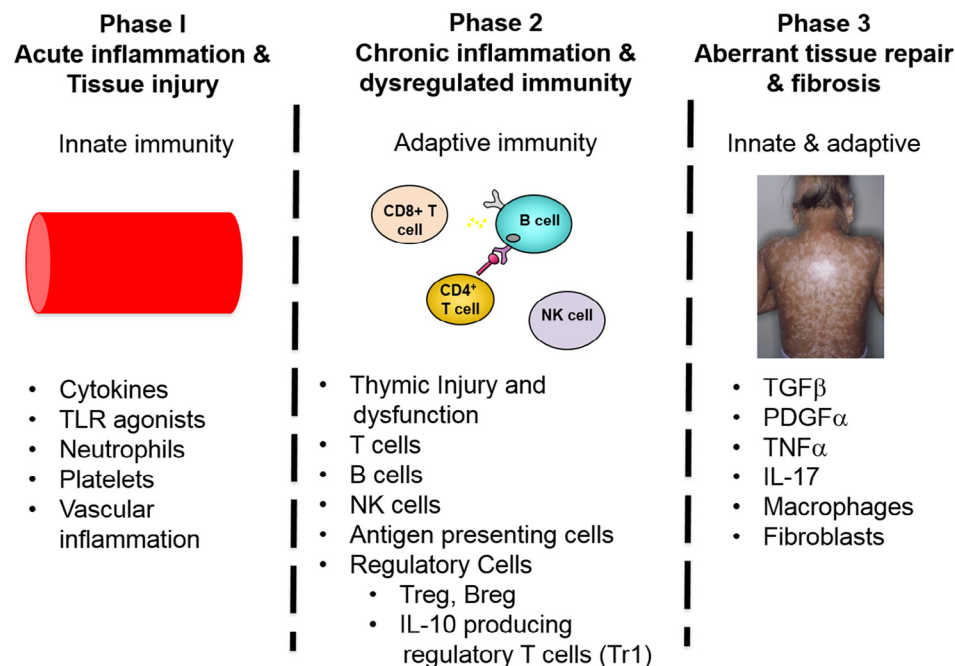 Phase I
Acute inflammation &
Tissue injury
Innate immunity
• Cytokines
• TLR agonists
• Neutrophils
• Platelets
• Vascular
inflammation
Phase 2
Chronic inflammation &
dysregulated immunity
Adaptive immunity
CD8+ T
cell
B cell
CD4⁺
T cell
NK cell
• Thymic Injury and
dysfunction
• T cells
• B cells
• NK cells
• Antigen presenting cells
• Regulatory Cells
• Treg, Breg
• IL-10 producing
regulatory T cells (Tr1)
Phase 3
Aberrant tissue repair
& fibrosis
Innate & adaptive
• TGFβ
• PDGFα
• TNFα
• IL-17
• Macrophages
• Fibroblasts